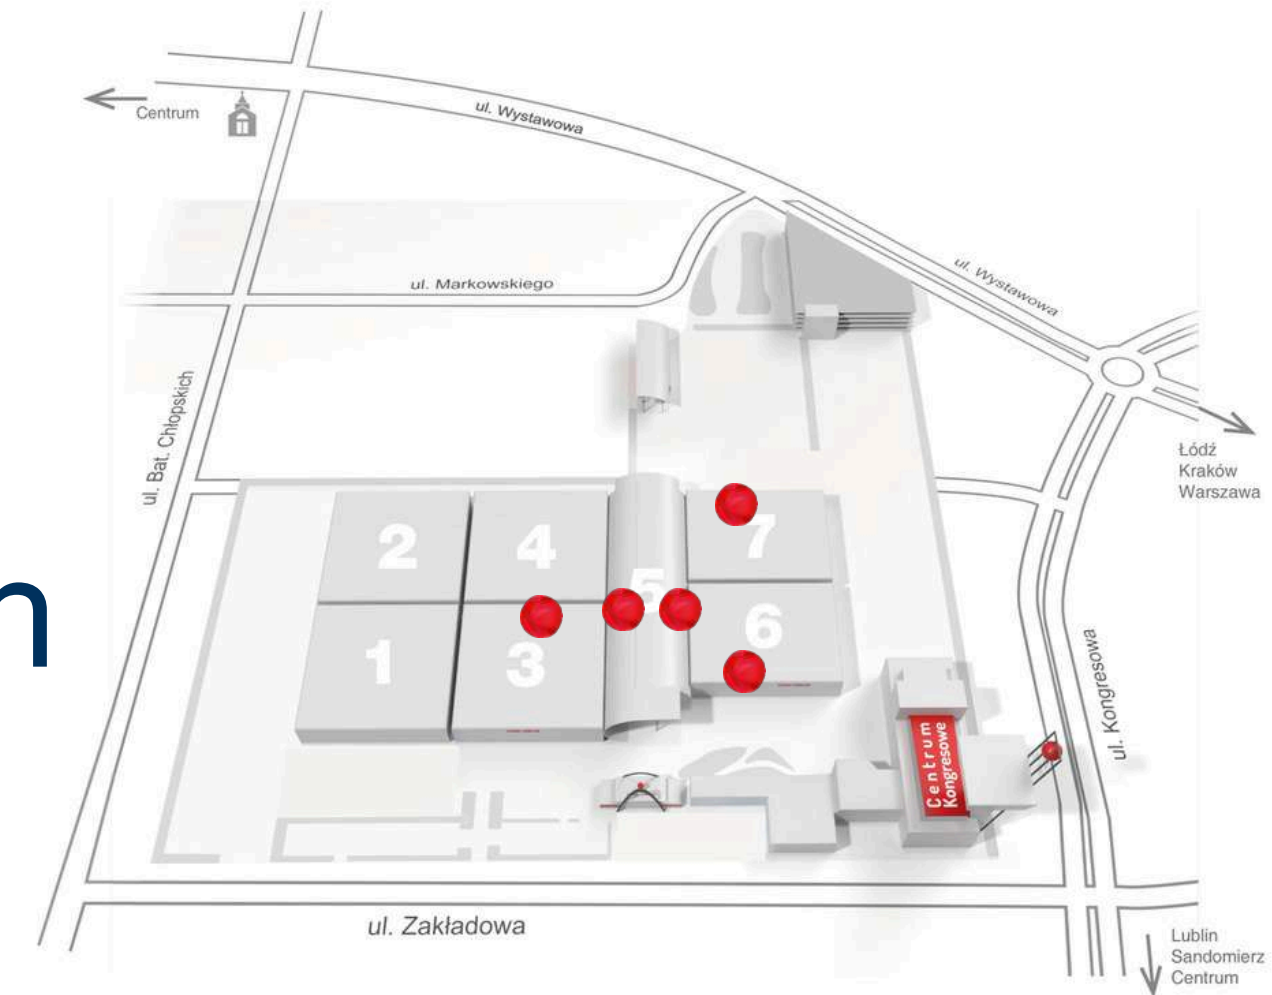 Centrum
ul. Wystawowa
ul. Wystawowa
ul. Markowskiego
ul. Bat. Chłopskich
Łódź
Kraków
Warszawa
2
4
7
5
6
1
3
n
ul. Kongresowa
Centrum
Kongresowe
ul. Zakładowa
Lublin
Sandomierz
Centrum